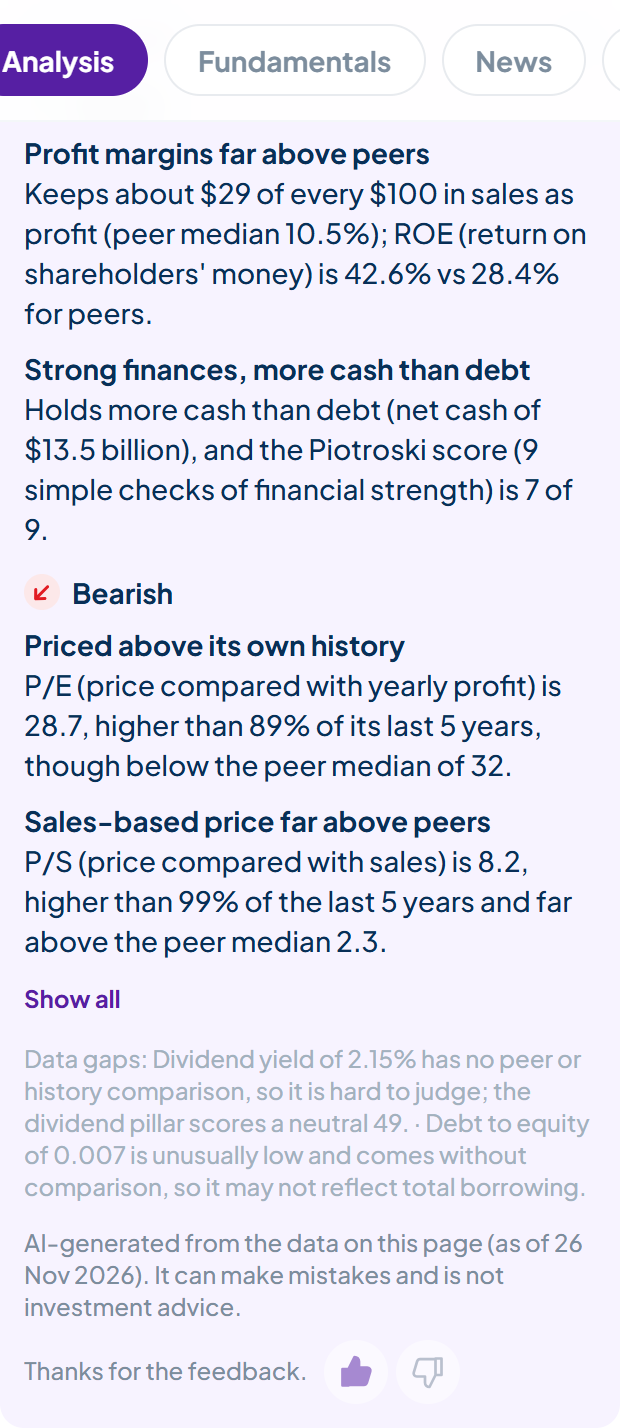 Analysis
Fundamentals
News
Profit margins far above peers
Keeps about $29 of every $100 in sales as
profit (peer median 10.5%); ROE (return on
shareholders' money) is 42.6% vs 28.4%
for peers.
Strong finances, more cash than debt
Holds more cash than debt (net cash of
$13.5 billion), and the Piotroski score (9
simple checks of financial strength) is 7 of
9.
Bearish
Priced above its own history
P/E (price compared with yearly profit) is
28.7, higher than 89% of its last 5 years,
though below the peer median of 32.
Sales-based price far above peers
P/S (price compared with sales) is 8.2,
higher than 99% of the last 5 years and far
above the peer median 2.3.
Show all
Data gaps: Dividend yield of 2.15% has no peer or
history comparison, so it is hard to judge; the
dividend pillar scores a neutral 49. · Debt to equity
of 0.007 is unusually low and comes without
comparison, so it may not reflect total borrowing.
AI-generated from the data on this page (as of 26
Nov 2026). It can make mistakes and is not
investment advice.
Thanks for the feedback.